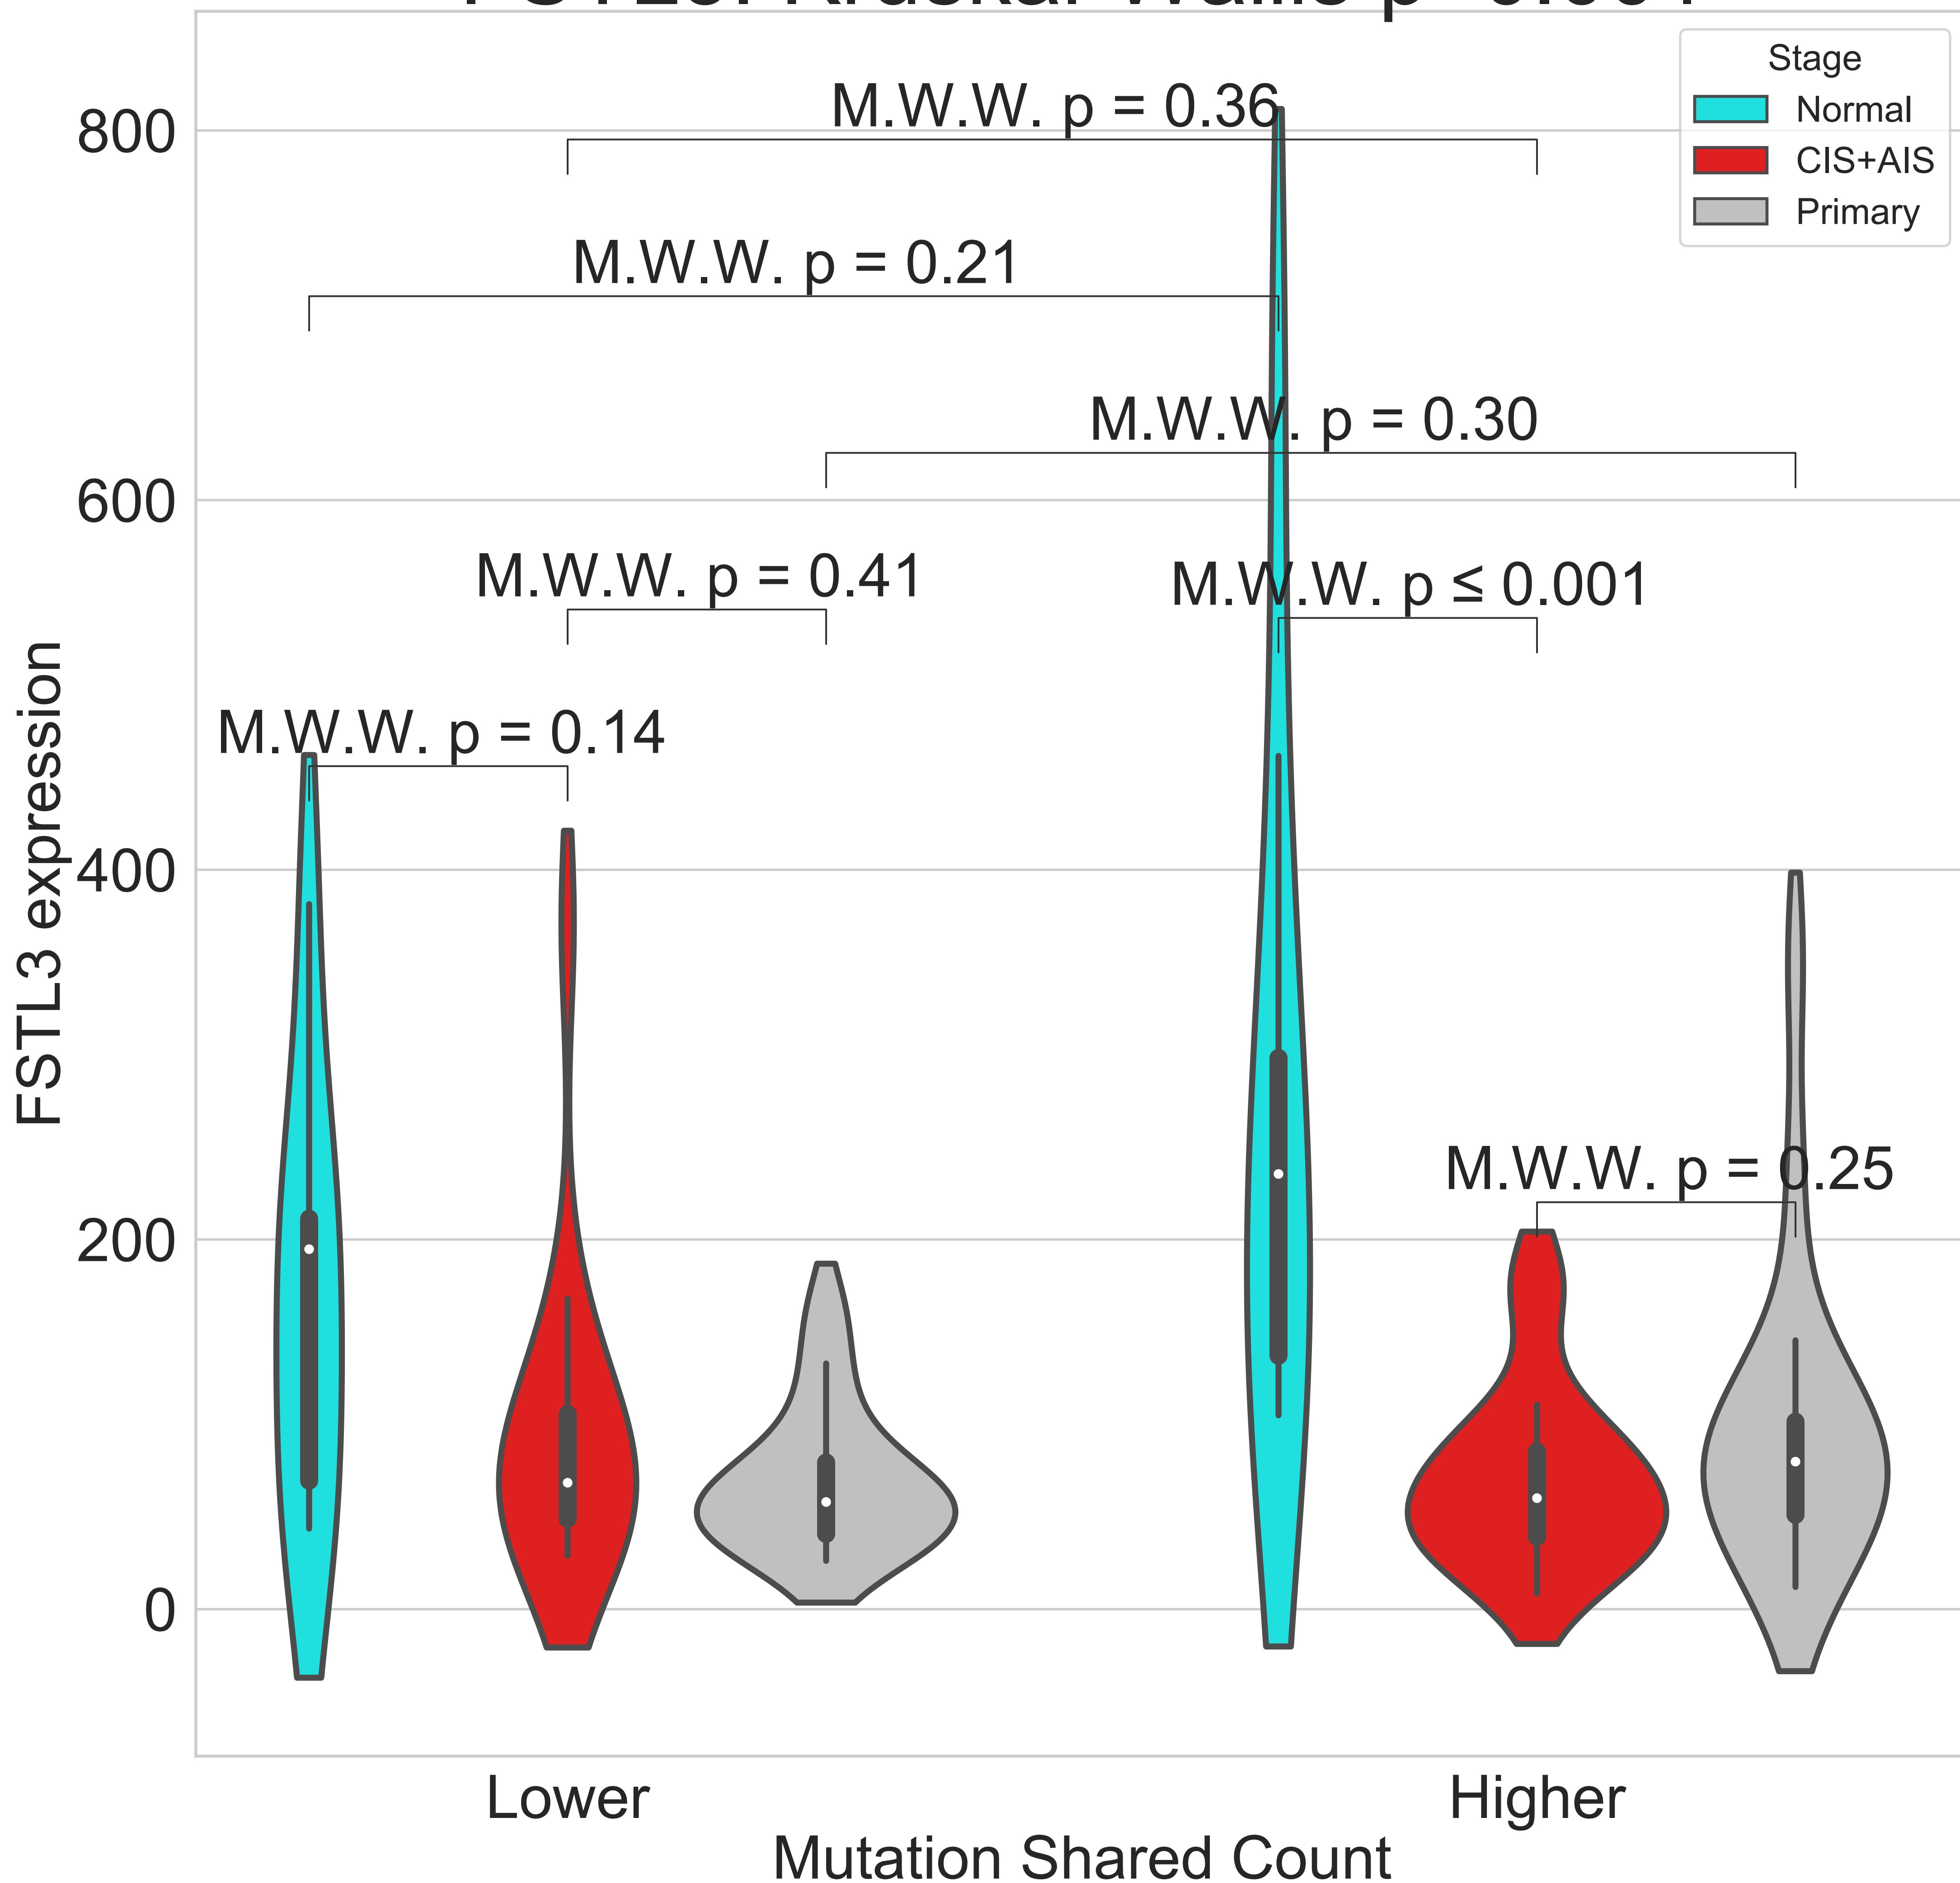 Stage
Normal
CIS+AIS
Primary
800
600
400
200
0
FSTL3 expression
M.W.W. p = 0.36
M.W.W. p = 0.21
M.W.W. p = 0.30
M.W.W. p = 0.41
M.W.W. p ≤ 0.001
M.W.W. p = 0.14
M.W.W. p = 0.25
Lower
Higher
Mutation Shared Count